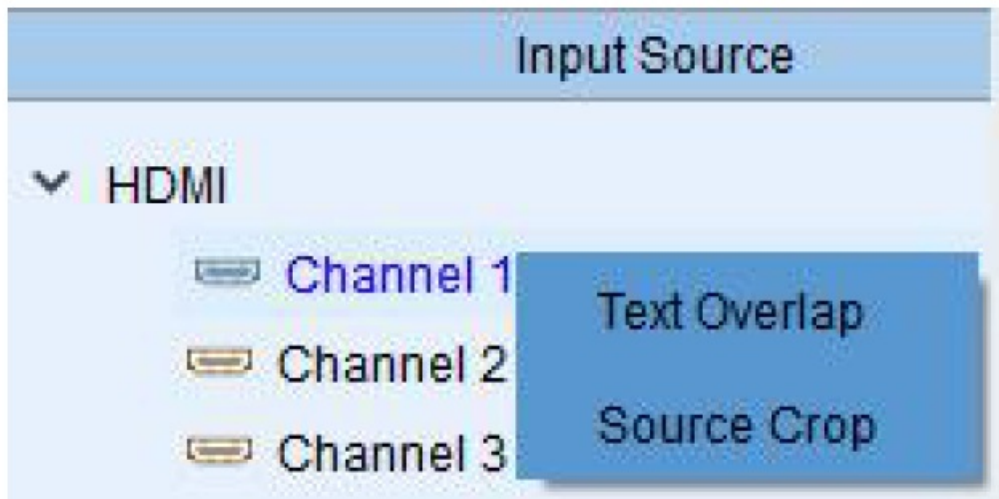 Input Source
HDMI
Channel 1
Text Overlap
Channel 2
Source Crop
Channel 3